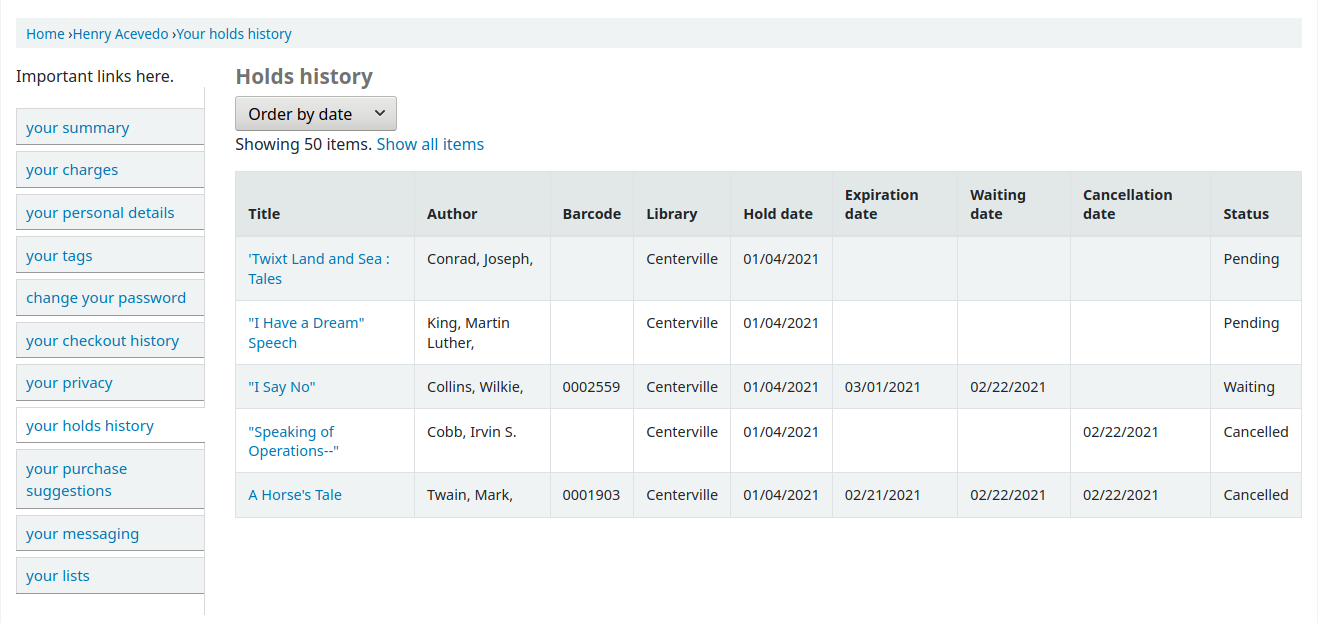 Home ›Henry Acevedo ›Your holds history
Important links here.
your summary
your charges
your personal details
your tags
change your password
your checkout history
your privacy
your holds history
your purchase
suggestions
your messaging
your lists
Holds history
Order by date
Showing 50 items. Show all items
Title Author Barcode Library Hold date Expiration date Waiting date Cancellation date Status
'Twixt Land and Sea : Conrad, Joseph, Centerville 01/04/2021 Pending
Tales
"I Have a Dream" King, Martin Centerville 01/04/2021 Pending
Speech Luther,
"I Say No" Collins, Wilkie, 0002559 Centerville 01/04/2021 03/01/2021 02/22/2021 Waiting
"Speaking of Cobb, Irvin S. Centerville 01/04/2021 02/22/2021 Cancelled
Operations--"
A Horse's Tale Twain, Mark, 0001903 Centerville 01/04/2021 02/21/2021 02/22/2021 02/22/2021 Cancelled